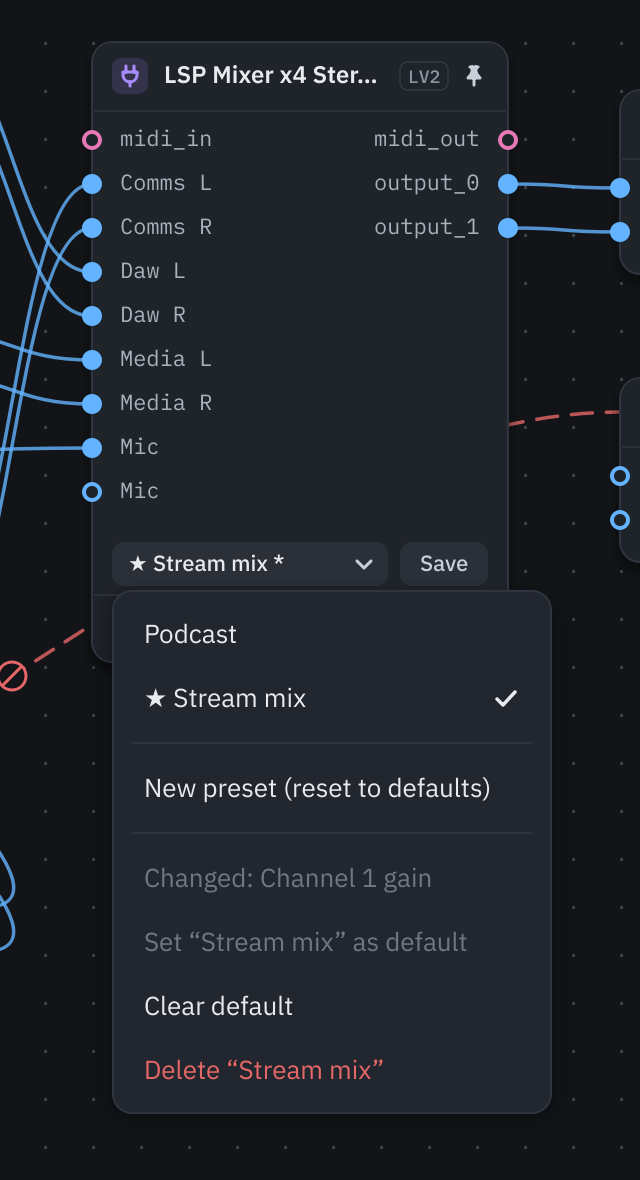 LSP Mixer x4 Ster... LV2
midi_in midi_out
Comms L output_0
Comms R output_1
Daw L
Daw R
Media L
Media R
Mic
Mic
★ Stream mix * Save
Podcast
★ Stream mix
New preset (reset to defaults)
Changed: Channel 1 gain
Set “Stream mix” as default
Clear default
Delete “Stream mix”